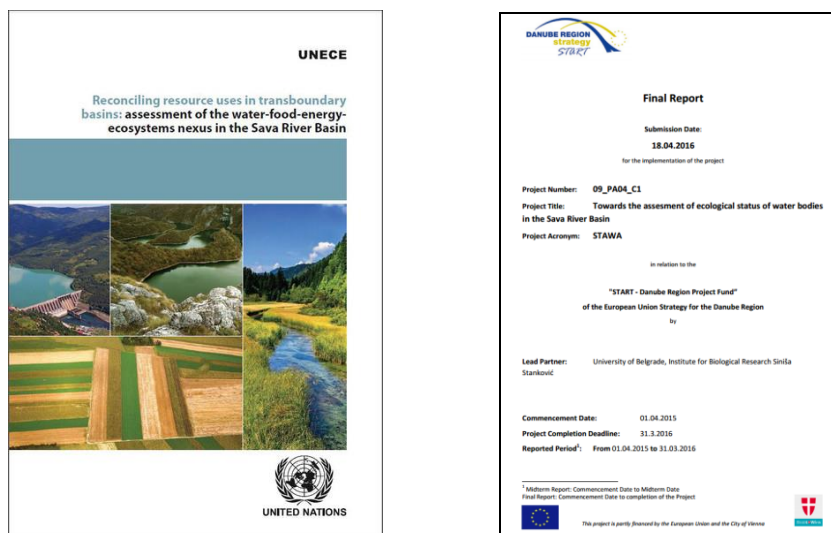 UNECE
Reconciling resource uses in transboundary
basins: assessment of the water-food-energy-
ecosystems nexus in the Sava River Basin
UNITED NATIONS
DANUBE REGION
strategy
START
Final Report
Submission Date:
18.04.2016
for the implementation of the project
Project Number: 09_PA04_C1
Project Title: Towards the assesment of ecological status of water bodies
in the Sava River Basin
Project Acronym: STAWA
in relation to the
"START - Danube Region Project Fund"
of the European Union Strategy for the Danube Region
by
Lead Partner: University of Belgrade, Institute for Biological Research Siniša
Stanković
Commencement Date: 01.04.2015
Project Completion Deadline: 31.3.2016
Reported Period¹: From 01.04.2015 to 31.03.2016
¹ Midterm Report: Commencement Date to Midterm Date
Final Report: Commencement Date to completion of the Project
This project is partly financed by the European Union and the City of Vienna